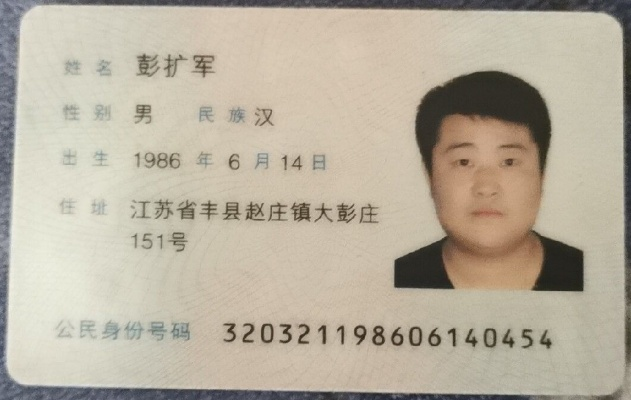 姓名 彭扩军
性别 男 民族 汉
出生 1986 年 6 月 14 日
住址 江苏省丰县赵庄镇大彭庄
151号
公民身份号码 320321198606140454